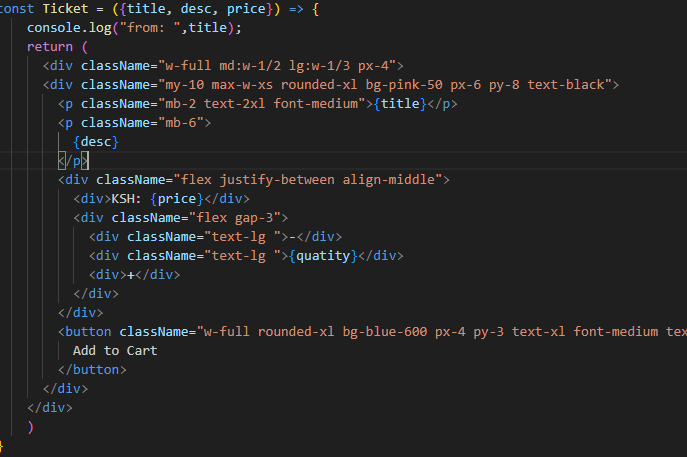 const Ticket = ({title, desc, price}) => {
console.log("from: ",title);
return (
<div className="w-full md:w-1/2 lg:w-1/3 px-4">
<div className="my-10 max-w-xs rounded-xl bg-pink-50 px-6 py-8 text-black">
<p className="mb-2 text-2xl font-medium">{title}</p>
<p className="mb-6">
{desc}
</p>
<div className="flex justify-between align-middle">
<div>KSH: {price}</div>
<div className="flex gap-3">
<div className="text-lg ">-</div>
<div className="text-lg ">{quatity}</div>
<div>+</div>
</div>
</div>
<button className="w-full rounded-xl bg-blue-600 px-4 py-3 text-xl font-medium tex
Add to Cart
</button>
</div>
</div>
)
}